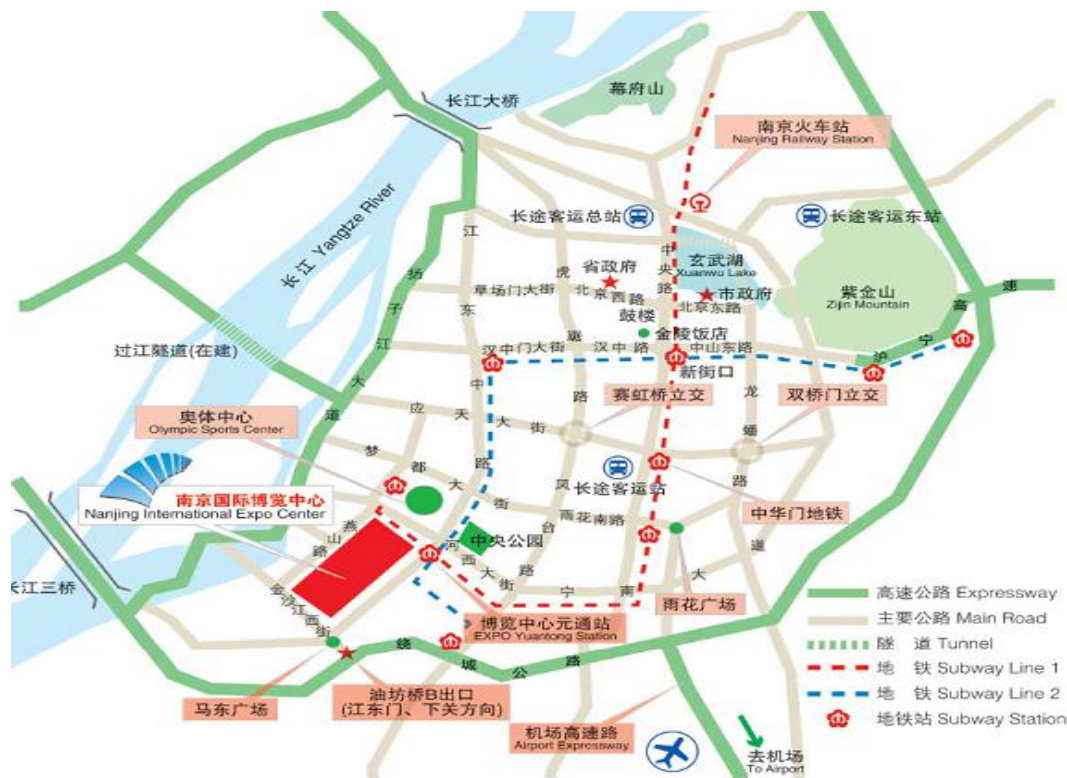 幕府山
长江大桥
南京火车站
Nanjing Railway Station
长江 Yangtze River
长途客运总站
长途客运东站
江东中路
扬子江大道
虎踞路
中央路
省政府
玄武湖
Xuanwu Lake
草场门大街
北京西路
市政府
北京东路
紫金山
Zijin Mountain
沪宁高速
鼓楼
金陵饭店
过江隧道(在建)
汉中门大街
汉中路
中山东路
新街口
奥体中心
Olympic Sports Center
应天大街
赛虹桥立交
双桥门立交
龙蟠路
梦都大街
长途客运站
南京国际博览中心
Nanjing International Expo Center
凤台路
雨花南路
中华门地铁
燕山路
中央公园
河西大街
长江三桥
金沙江西街
宁南大道
雨花广场
博览中心元通站
EXPO Yuantong Station
绕城公路
马东广场
油坊桥B出口
(江东门、下关方向)
机场高速路
Airport Expressway
去机场
To Airport
高速公路 Expressway
主要公路 Main Road
隧 道 Tunnel
地 铁 Subway Line 1
地 铁 Subway Line 2
地铁站 Subway Station